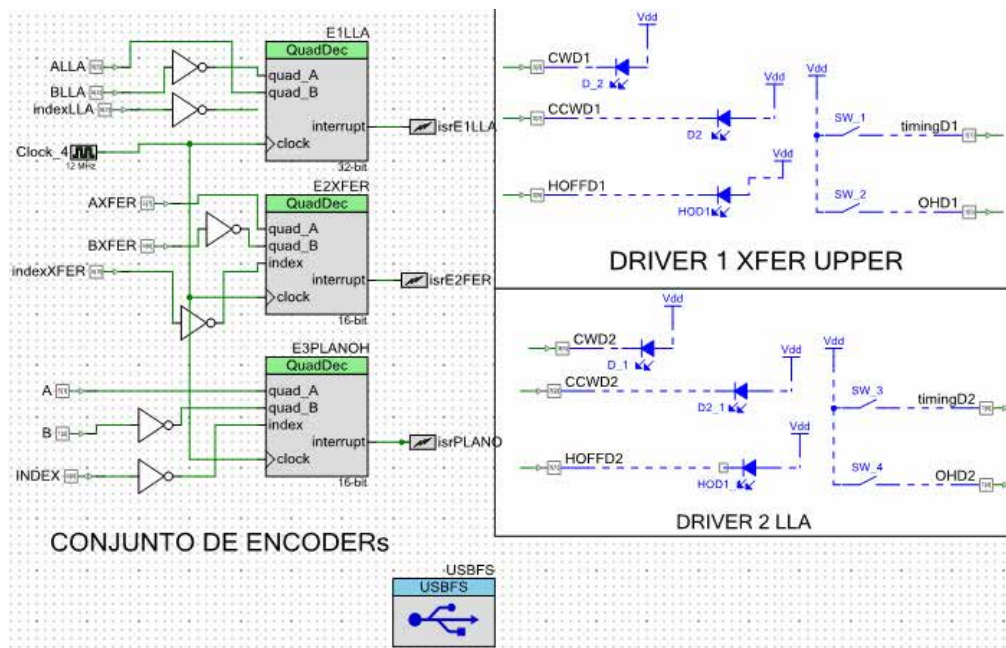 E1LLA
QuadDec
ALLA
BLLA
indexLLA
quad_A
quad_B
interrupt
isrE1LLA
clock
Clock_4
12 MHz
32-bit
E2XFER
QuadDec
AXFER
BXFER
indexXFER
quad_A
quad_B
index
interrupt
isrE2FER
clock
16-bit
E3PLANOH
QuadDec
A
B
INDEX
quad_A
quad_B
index
interrupt
isrPLANO
clock
16-bit
CONJUNTO DE ENCODERs
USBFS
USBFS
Vdd
CWD1
D_2
Vdd
Vdd
CCWD1
D2
SW_1
timingD1
Vdd
HOFFD1
HOD1
SW_2
OHD1
DRIVER 1 XFER UPPER
Vdd
CWD2
D_1
Vdd
Vdd
CCWD2
D2_1
SW_3
timingD2
Vdd
HOFFD2
SW_4
OHD2
DRIVER 2 LLA